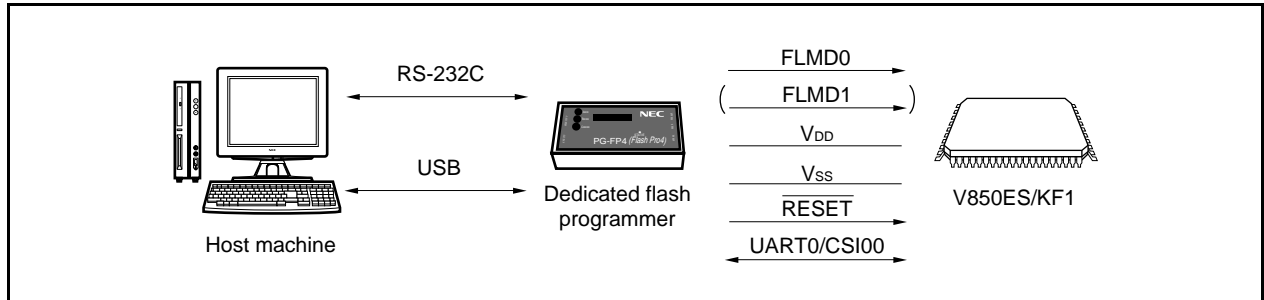 RS-232C
USB
Host machine
NEC
PG-FP4 (Flash Pro4)
Dedicated flash
programmer
FLMD0
( FLMD1 )
VDD
VSS
RESET
UART0/CSI00
V850ES/KF1